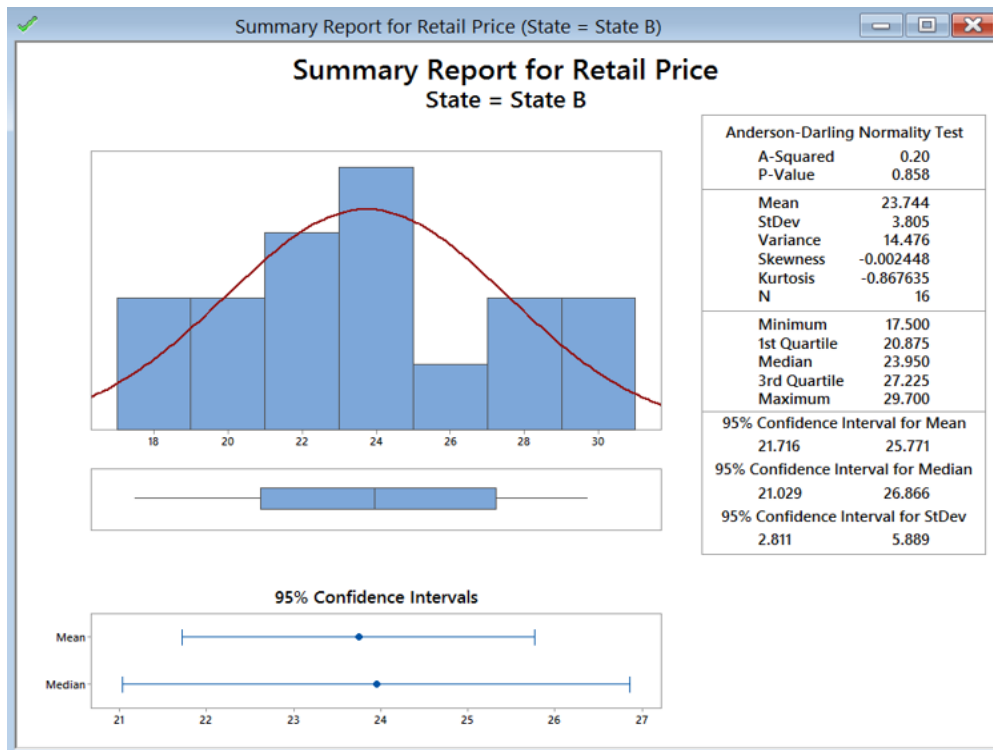 Summary Report for Retail Price (State = State B)
Summary Report for Retail Price
State = State B
18 20 22 24 26 28 30
95% Confidence Intervals
Mean
Median
21 22 23 24 25 26 27
Anderson-Darling Normality Test
A-Squared 0.20
P-Value 0.858
Mean 23.744
StDev 3.805
Variance 14.476
Skewness -0.002448
Kurtosis -0.867635
N 16
Minimum 17.500
1st Quartile 20.875
Median 23.950
3rd Quartile 27.225
Maximum 29.700
95% Confidence Interval for Mean
21.716 25.771
95% Confidence Interval for Median
21.029 26.866
95% Confidence Interval for StDev
2.811 5.889